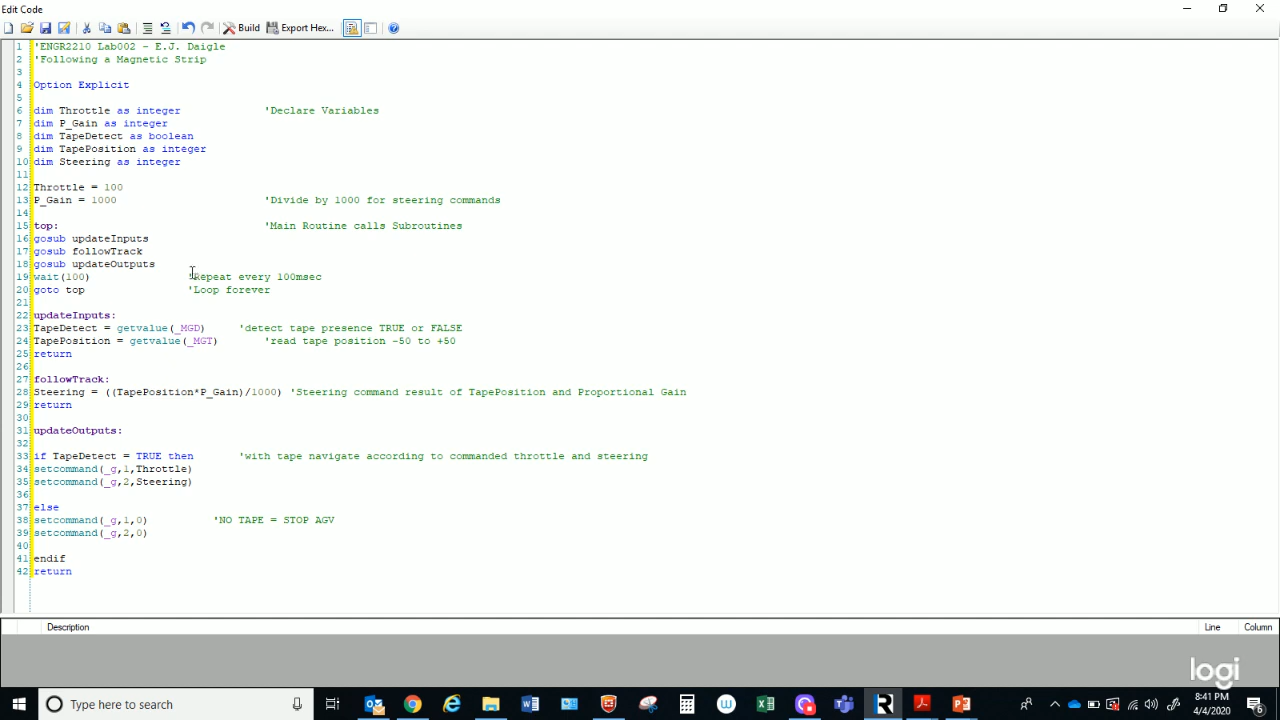 Edit Code
Build Export Hex...
1 'ENGR2210 Lab002 - E.J. Daigle
2 'Following a Magnetic Strip
3
4 Option Explicit
5
6 dim Throttle as integer 'Declare Variables
7 dim P_Gain as integer
8 dim TapeDetect as boolean
9 dim TapePosition as integer
10 dim Steering as integer
11
12 Throttle = 100
13 P_Gain = 1000 'Divide by 1000 for steering commands
14
15 top: 'Main Routine calls Subroutines
16 gosub updateInputs
17 gosub followTrack
18 gosub updateOutputs
19 wait(100) 'Repeat every 100msec
20 goto top 'Loop forever
21
22 updateInputs:
23 TapeDetect = getvalue(_MGD) 'detect tape presence TRUE or FALSE
24 TapePosition = getvalue(_MGT) 'read tape position -50 to +50
25 return
26
27 followTrack:
28 Steering = ((TapePosition*P_Gain)/1000) 'Steering command result of TapePosition and Proportional Gain
29 return
30
31 updateOutputs:
32
33 if TapeDetect = TRUE then 'with tape navigate according to commanded throttle and steering
34 setcommand(_g,1,Throttle)
35 setcommand(_g,2,Steering)
36
37 else
38 setcommand(_g,1,0) 'NO TAPE = STOP AGV
39 setcommand(_g,2,0)
40
41 endif
42 return
Description Line Column
logi
Type here to search
8:41 PM
4/4/2020
6